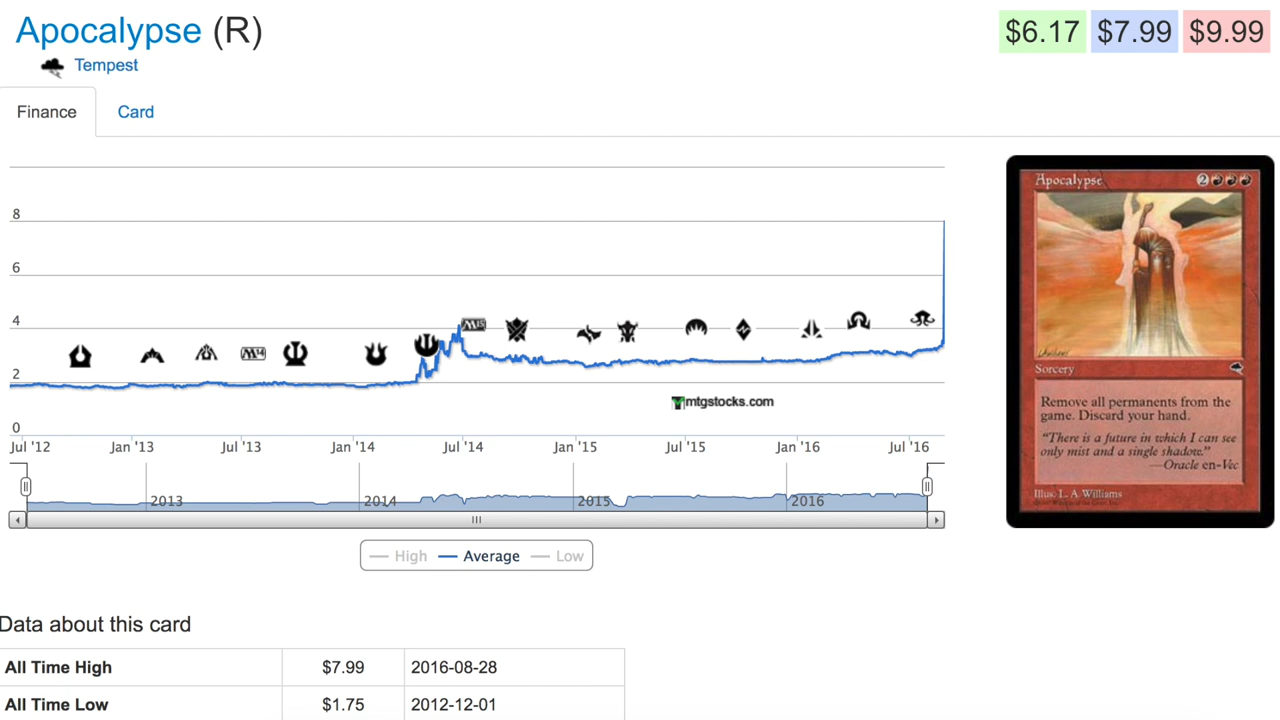 Apocalypse (R)
$6.17 $7.99 $9.99
Tempest
Finance Card
8
6
4
2
0
M15
M14
mtgstocks.com
Jul '12 Jan '13 Jul '13 Jan '14 Jul '14 Jan '15 Jul '15 Jan '16 Jul '16
2013 2014 2015 2016
High Average Low
Apocalypse 2
Sorcery
Remove all permanents from the
game. Discard your hand.
"There is a future in which I can see
only mist and a single shadow."
—Oracle en-Vec
Illus. L. A. Williams
Data about this card
All Time High $7.99 2016-08-28
All Time Low $1.75 2012-12-01